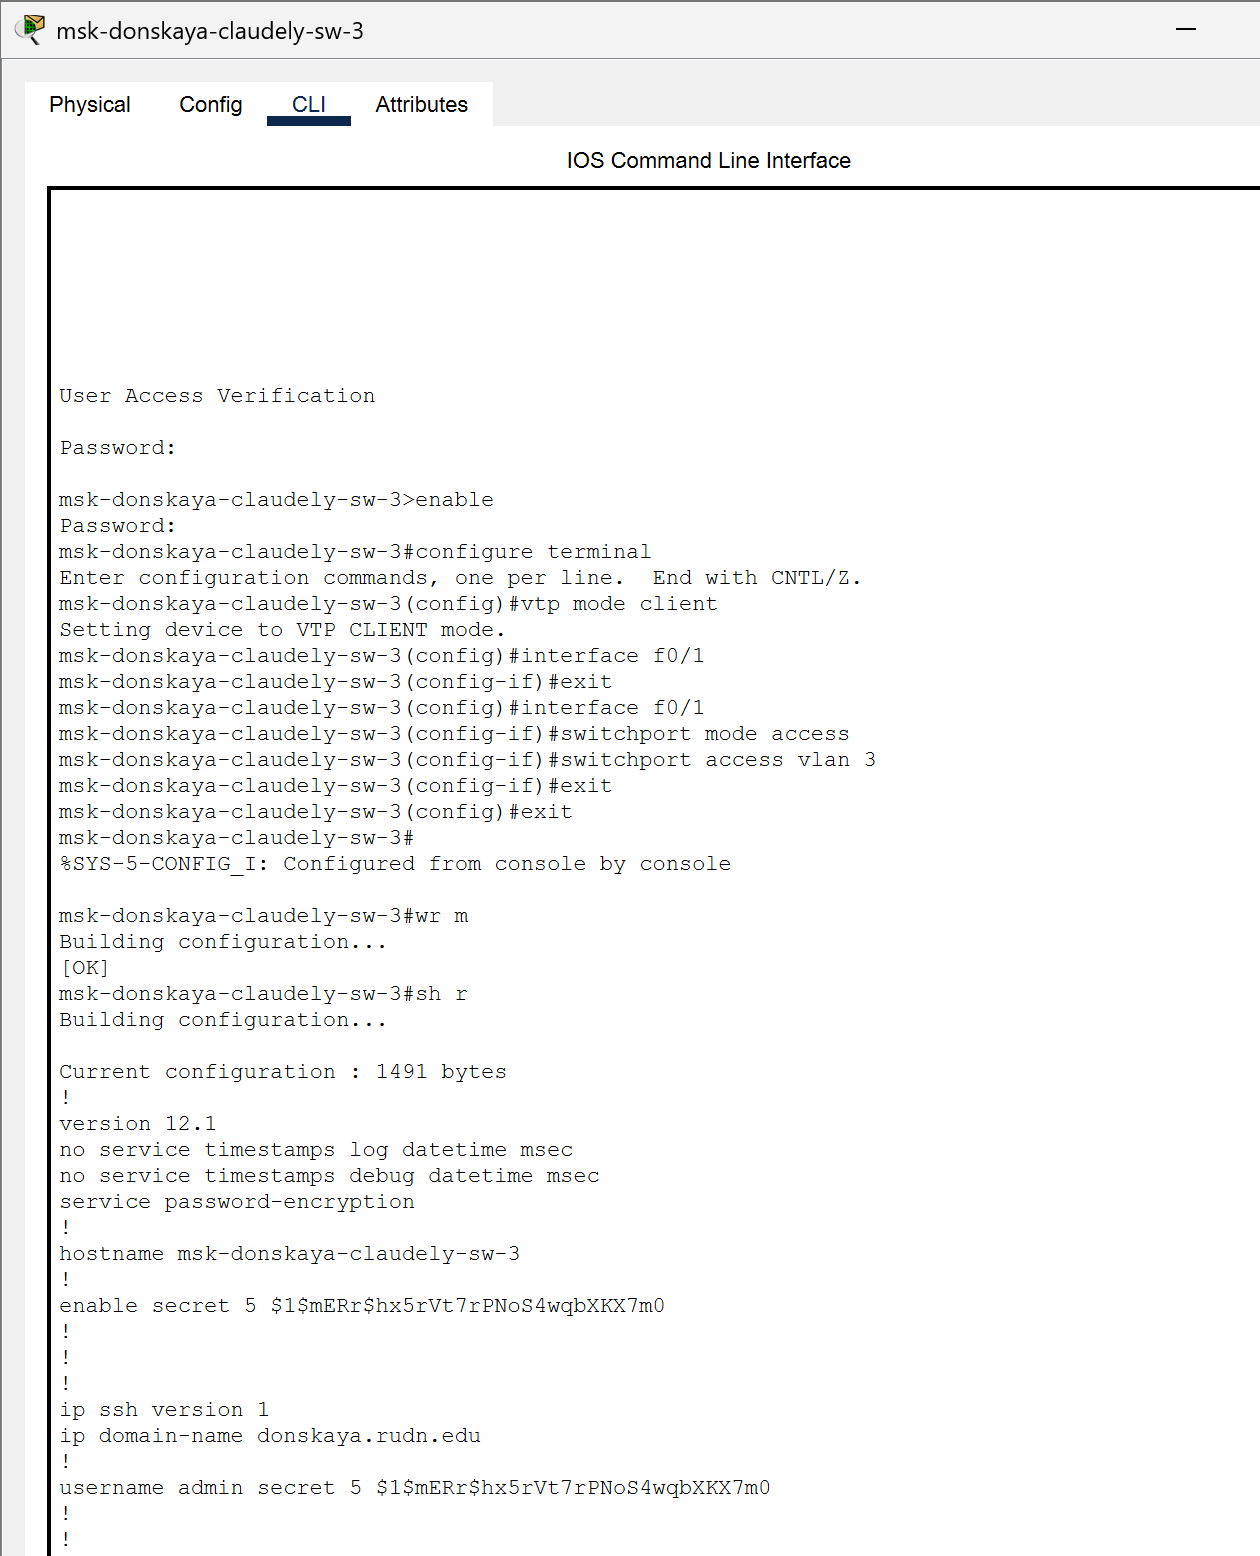 msk-donskaya-claudely-sw-3
Physical Config CLI Attributes
IOS Command Line Interface
User Access Verification
Password:
msk-donskaya-claudely-sw-3>enable
Password:
msk-donskaya-claudely-sw-3#configure terminal
Enter configuration commands, one per line.  End with CNTL/Z.
msk-donskaya-claudely-sw-3(config)#vtp mode client
Setting device to VTP CLIENT mode.
msk-donskaya-claudely-sw-3(config)#interface f0/1
msk-donskaya-claudely-sw-3(config-if)#exit
msk-donskaya-claudely-sw-3(config)#interface f0/1
msk-donskaya-claudely-sw-3(config-if)#switchport mode access
msk-donskaya-claudely-sw-3(config-if)#switchport access vlan 3
msk-donskaya-claudely-sw-3(config-if)#exit
msk-donskaya-claudely-sw-3(config)#exit
msk-donskaya-claudely-sw-3#
%SYS-5-CONFIG_I: Configured from console by console
msk-donskaya-claudely-sw-3#wr m
Building configuration...
[OK]
msk-donskaya-claudely-sw-3#sh r
Building configuration...
Current configuration : 1491 bytes
!
version 12.1
no service timestamps log datetime msec
no service timestamps debug datetime msec
service password-encryption
!
hostname msk-donskaya-claudely-sw-3
!
enable secret 5 $1$mERr$hx5rVt7rPNoS4wqbXKX7m0
!
!
!
ip ssh version 1
ip domain-name donskaya.rudn.edu
!
username admin secret 5 $1$mERr$hx5rVt7rPNoS4wqbXKX7m0
!
!